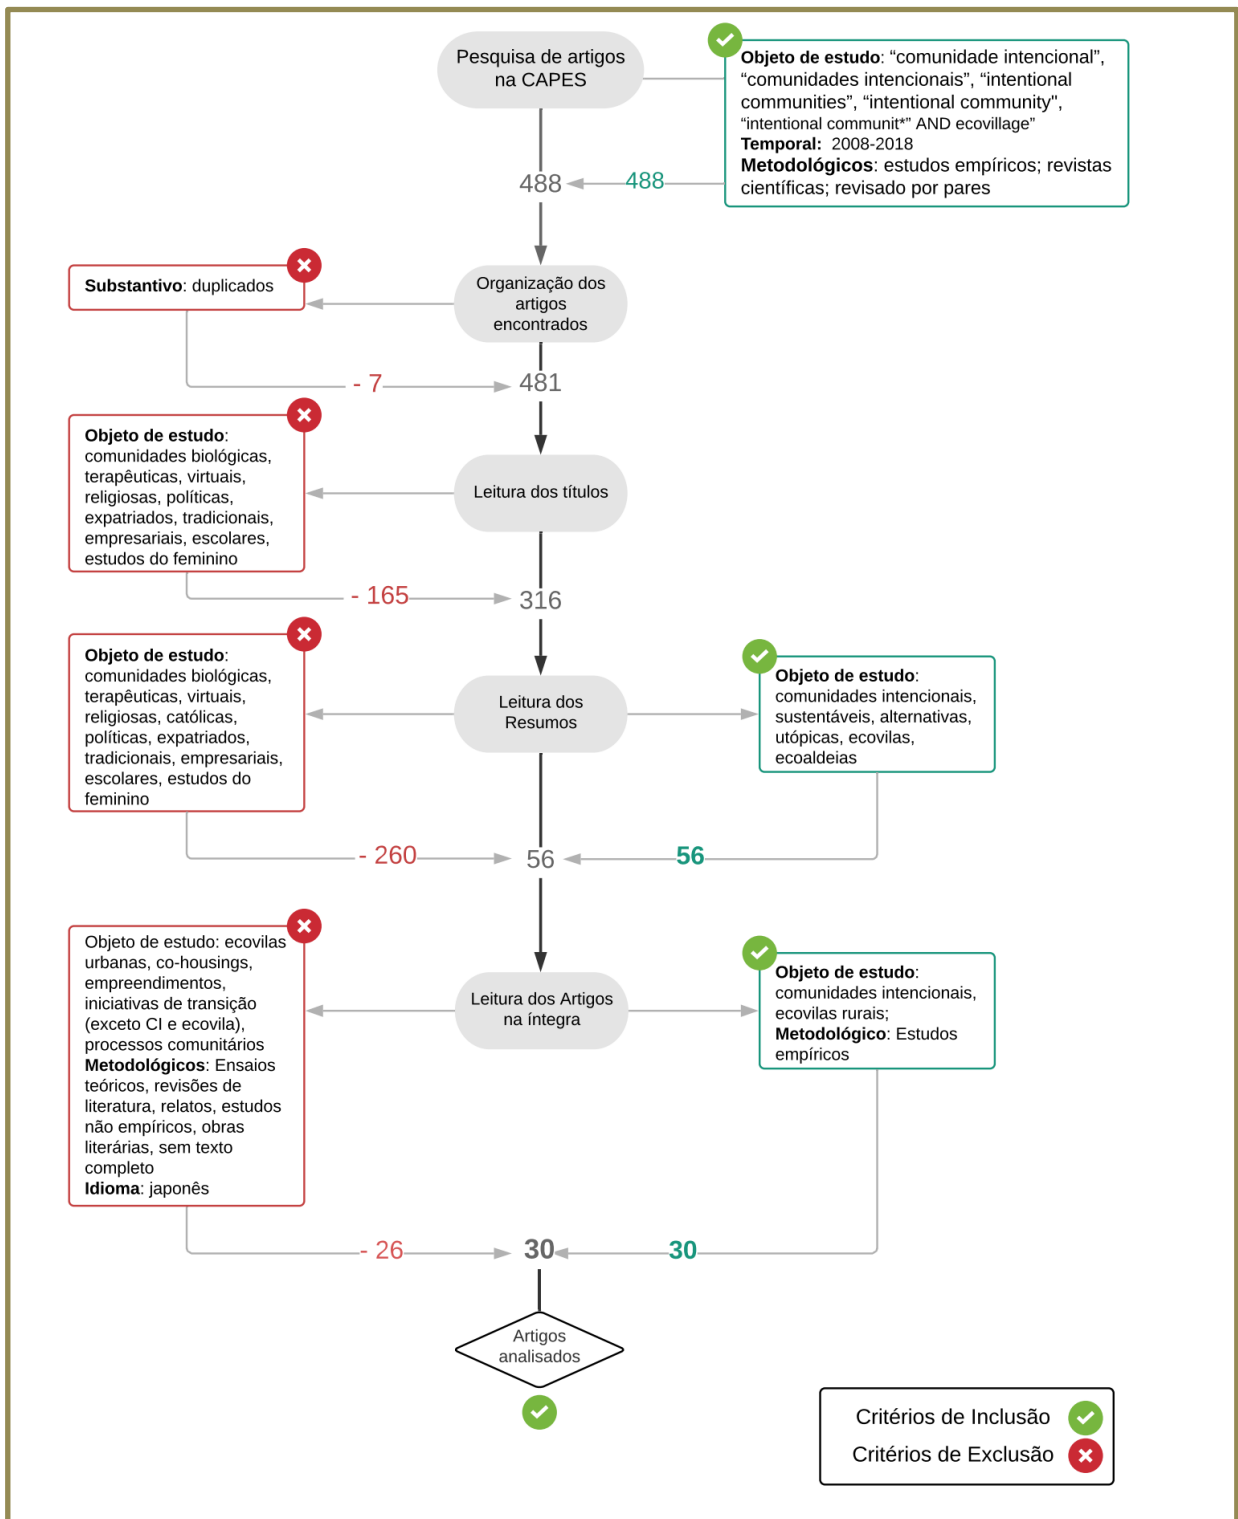 Pesquisa de artigos
na CAPES
Objeto de estudo: “comunidade intencional”,
“comunidades intencionais”, “intentional
communities”, “intentional community",
“intentional communit*” AND ecovillage”
Temporal: 2008-2018
Metodológicos: estudos empíricos; revistas
científicas; revisado por pares
488
488
Substantivo: duplicados
Organização dos
artigos
encontrados
- 7
481
Objeto de estudo:
comunidades biológicas,
terapêuticas, virtuais,
religiosas, políticas,
expatriados, tradicionais,
empresariais, escolares,
estudos do feminino
Leitura dos títulos
- 165
316
Objeto de estudo:
comunidades biológicas,
terapêuticas, virtuais,
religiosas, católicas,
políticas, expatriados,
tradicionais, empresariais,
escolares, estudos do
feminino
Leitura dos
Resumos
Objeto de estudo:
comunidades intencionais,
sustentáveis, alternativas,
utópicas, ecovilas,
ecoaldeias
- 260
56
56
Objeto de estudo: ecovilas
urbanas, co-housings,
empreendimentos,
iniciativas de transição
(exceto CI e ecovila),
processos comunitários
Metodológicos: Ensaios
teóricos, revisões de
literatura, relatos, estudos
não empíricos, obras
literárias, sem texto
completo
Idioma: japonês
Leitura dos Artigos
na íntegra
Objeto de estudo:
comunidades intencionais,
ecovilas rurais;
Metodológico: Estudos
empíricos
- 26
30
30
Artigos
analisados
Critérios de Inclusão
Critérios de Exclusão